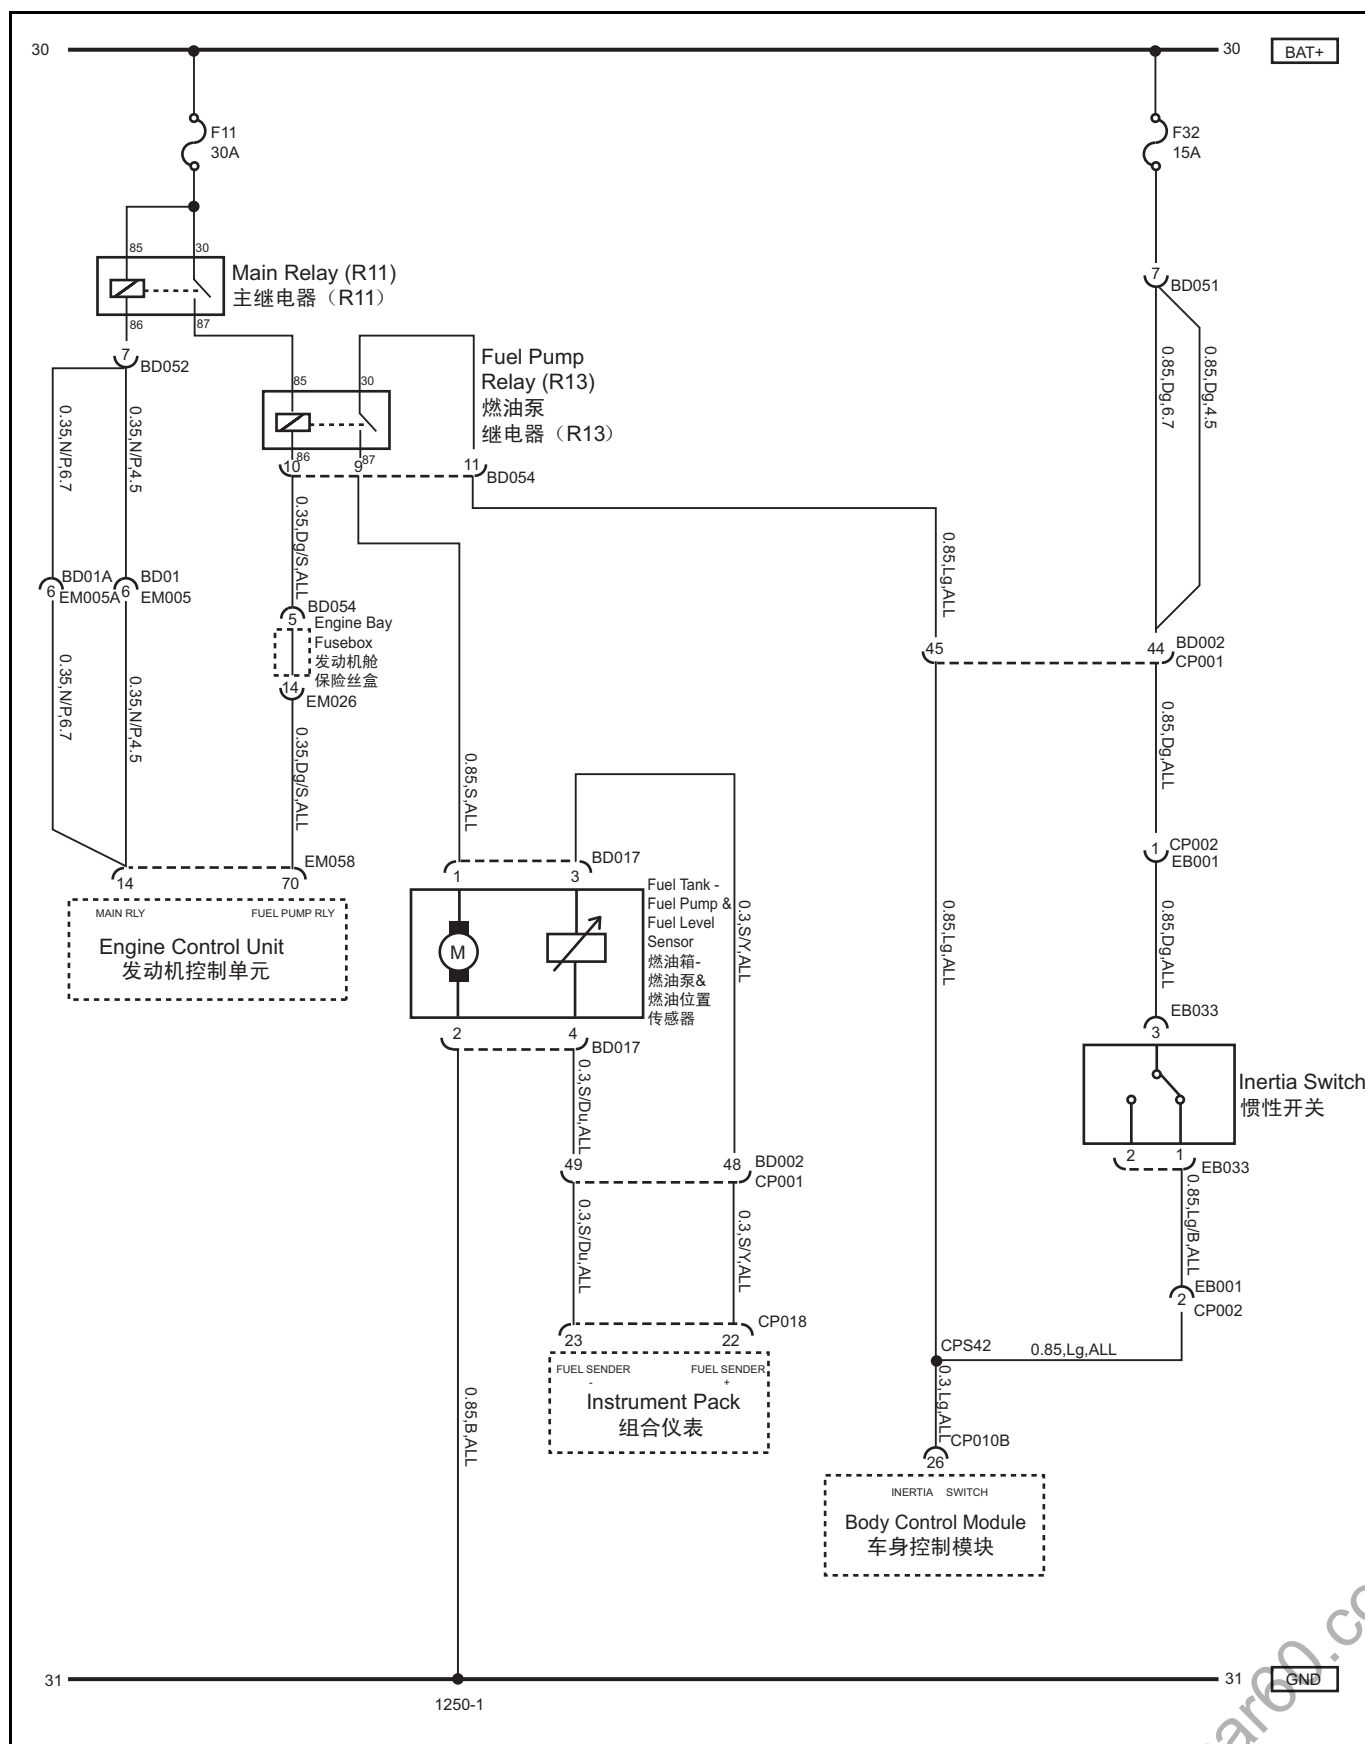 30
30
BAT+
F11
30A
F32
15A
85
30
Main Relay (R11)
主继电器（R11）
86
87
7
BD051
7
BD052
0.85,Dg,6.7
0.85,Dg,4.5
Fuel Pump
Relay (R13)
燃油泵
继电器（R13）
85
30
86
87
10
9
11
BD054
0.35,N/P,6.7
0.35,N/P,4.5
0.35,Dg/S,ALL
0.85,Lg,ALL
BD01A
BD01
6
EM005A
6
EM005
BD054
5
Engine Bay
Fusebox
发动机舱
保险丝盒
14
EM026
45
44
BD002
CP001
0.35,N/P,6.7
0.35,N/P,4.5
0.35,Dg/S,ALL
0.85,S,ALL
0.85,Dg,ALL
1
CP002
EB001
EM058
14
70
MAIN RLY
FUEL PUMP RLY
Engine Control Unit
发动机控制单元
BD017
1
3
Fuel Tank -
Fuel Pump &
Fuel Level
Sensor
燃油箱-
燃油泵&
燃油位置
传感器
M
0.3,S/Y,ALL
0.85,Lg,ALL
0.85,Dg,ALL
EB033
3
2
4
BD017
Inertia Switch
惯性开关
0.3,S/Du,ALL
2
1
EB033
49
48
BD002
CP001
0.3,S/Du,ALL
0.3,S/Y,ALL
0.85,Lg/B,ALL
EB001
2
CP002
CP018
23
22
FUEL SENDER
-
FUEL SENDER
+
Instrument Pack
组合仪表
CPS42
0.85,Lg,ALL
0.3,Lg,ALL
0.85,B,ALL
CP010B
26
INERTIA SWITCH
Body Control Module
车身控制模块
31
31
GND
1250-1
ar60.co